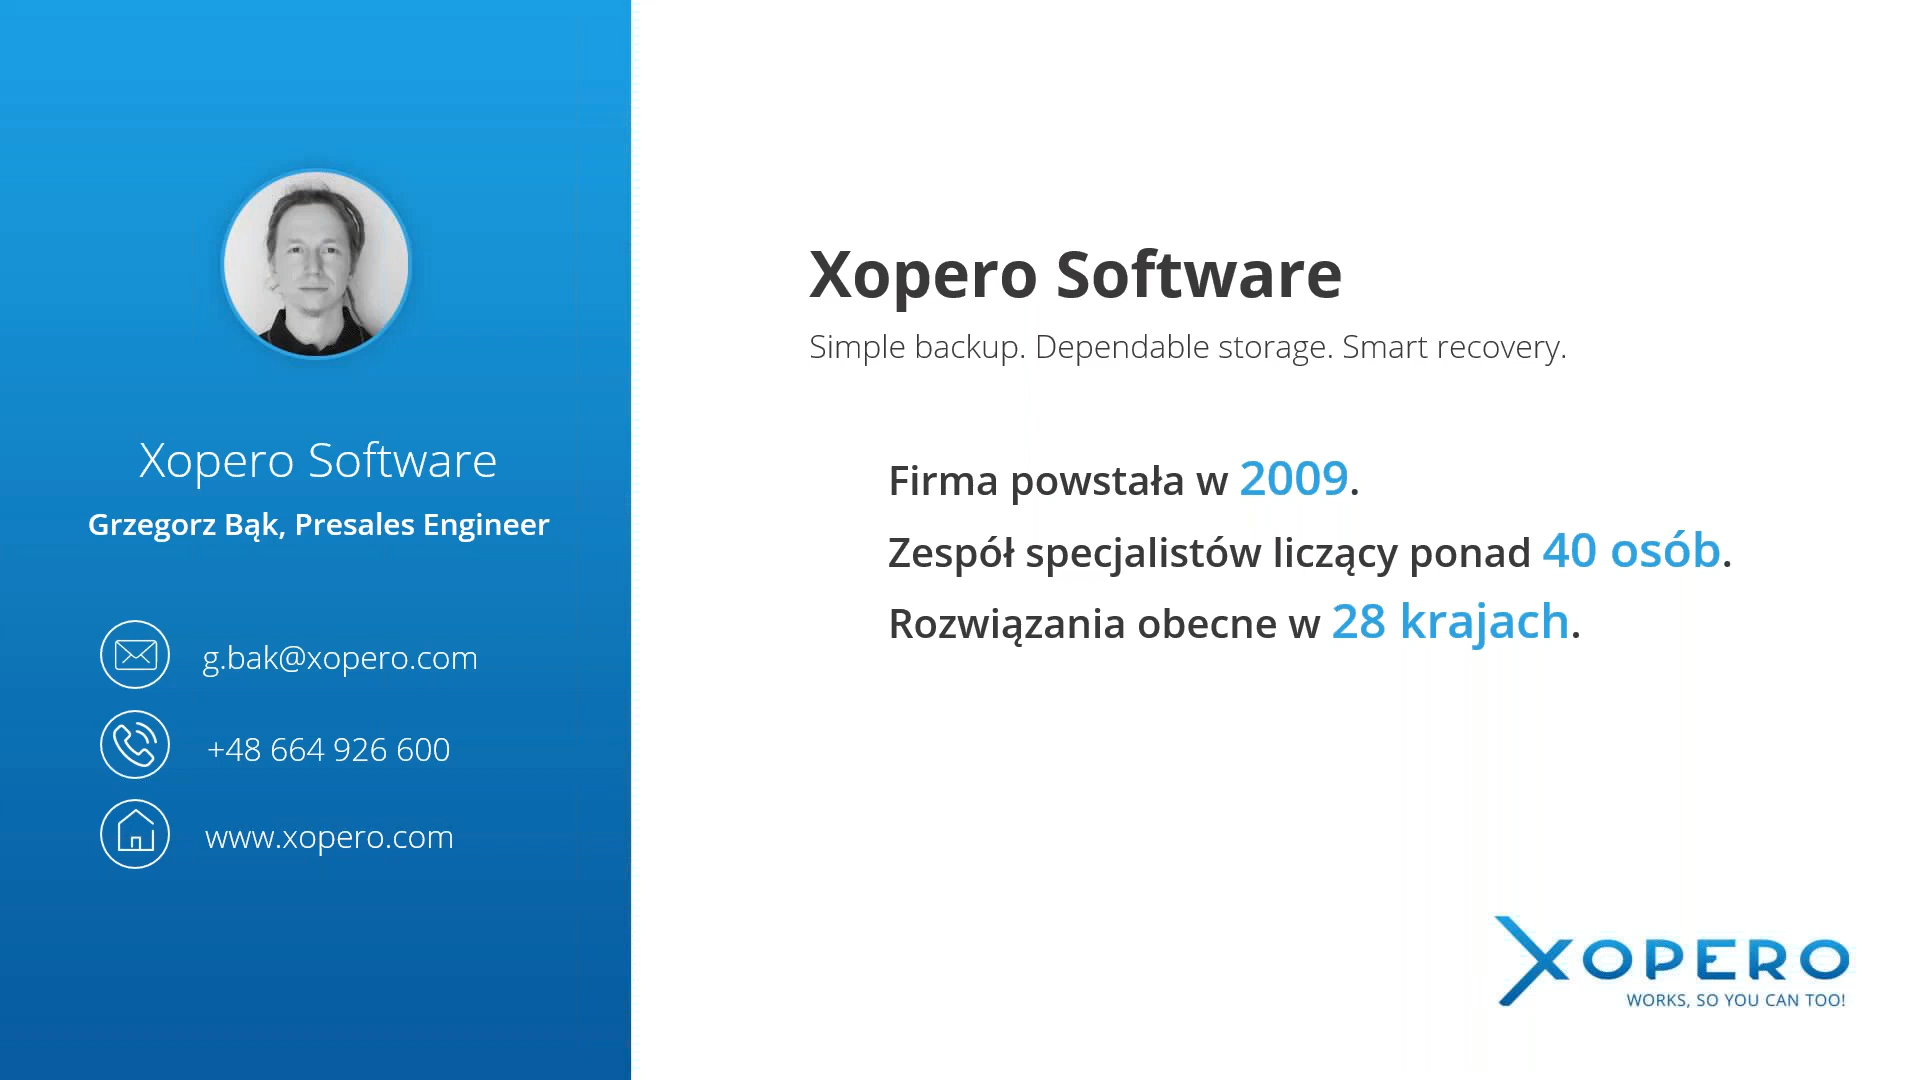 Xopero Software
Grzegorz Bąk, Presales Engineer
g.bak@xopero.com
+48 664 926 600
www.xopero.com
Xopero Software
Simple backup. Dependable storage. Smart recovery.
Firma powstała w 2009.
Zespół specjalistów liczący ponad 40 osób.
Rozwiązania obecne w 28 krajach.
XOPERO
WORKS, SO YOU CAN TOO!